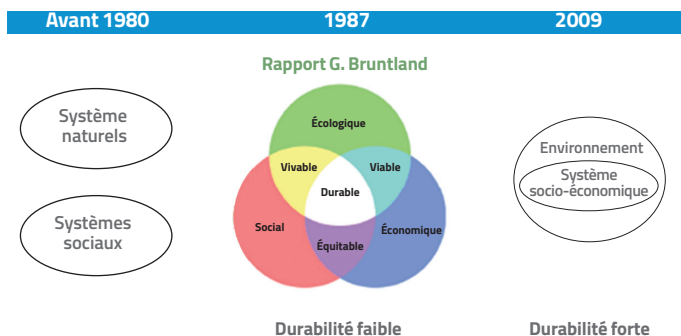 Avant 1980
1987
2009
Rapport G. Bruntland
Système
naturels
Systèmes
sociaux
Écologique
Vivable
Viable
Durable
Social
Économique
Équitable
Environnement
Système
socio-économique
Durabilité faible
Durabilité forte